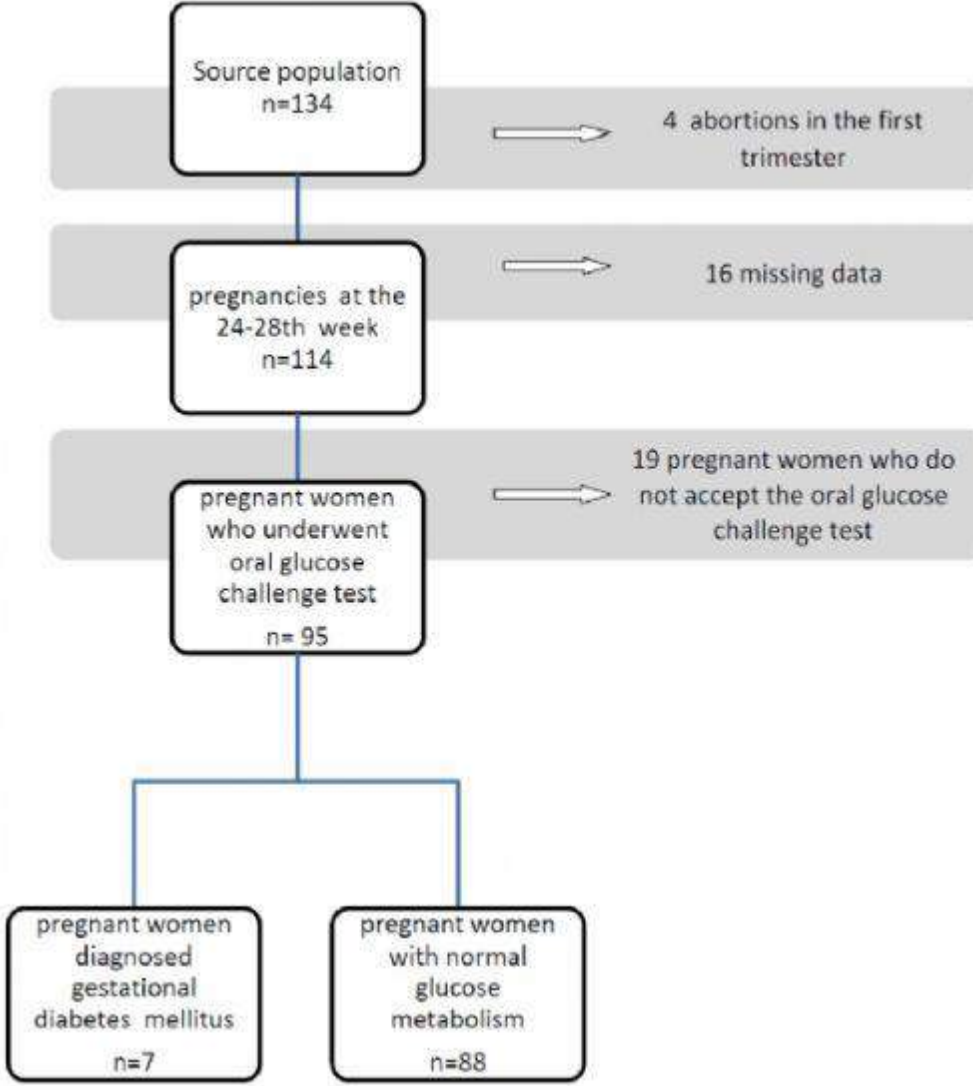 Source population
n=134
4 abortions in the first
trimester
16 missing data
pregnancies at the
24-28th week
n=114
19 pregnant women who do
not accept the oral glucose
challenge test
pregnant women
who underwent
oral glucose
challenge test
n= 95
pregnant women
diagnosed
gestational
diabetes mellitus
n=7
pregnant women
with normal
glucose
metabolism
n=88